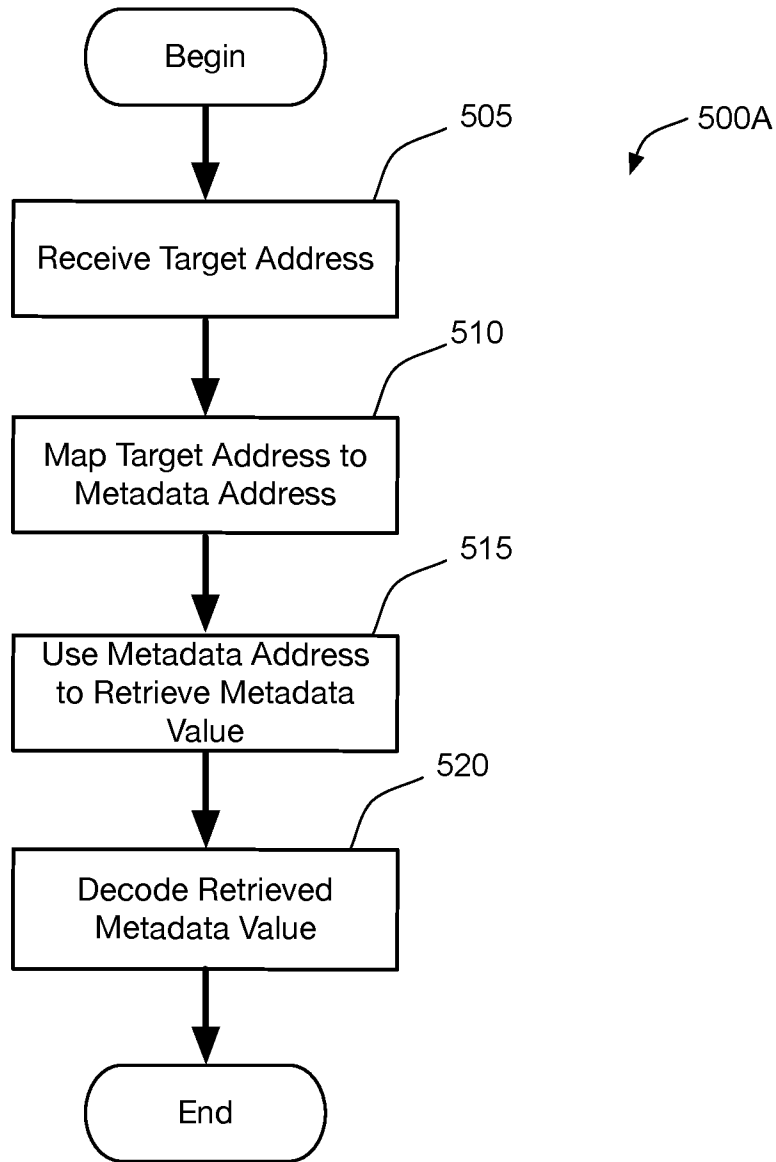 Begin
505
500A
Receive Target Address
510
Map Target Address to
Metadata Address
515
Use Metadata Address
to Retrieve Metadata
Value
520
Decode Retrieved
Metadata Value
End